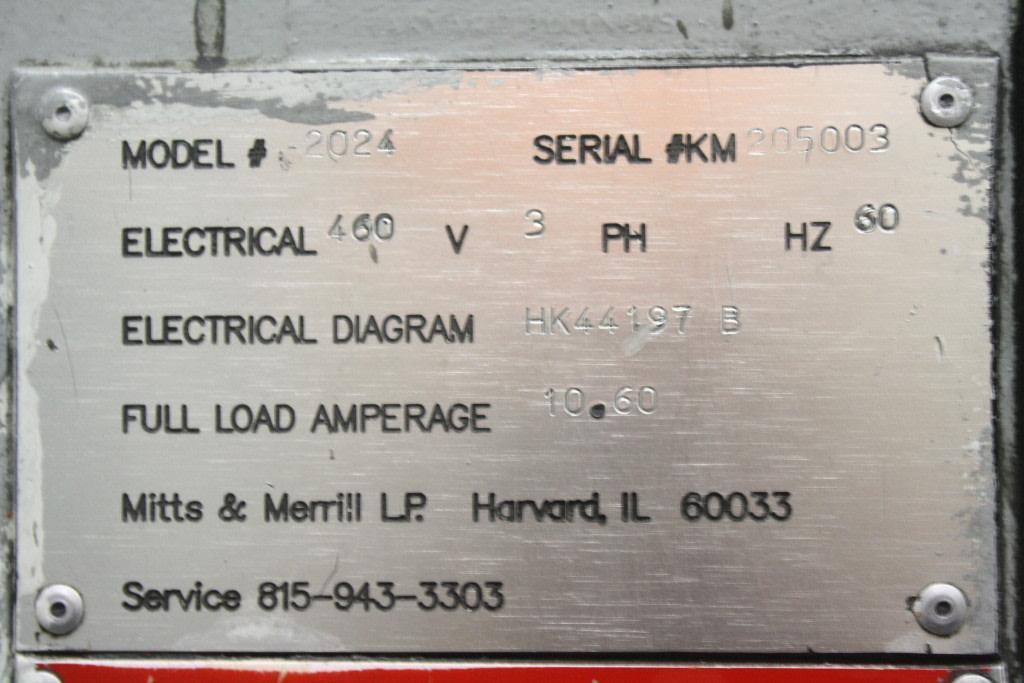 MODEL # -2024 SERIAL #KM 205003
ELECTRICAL 460 V 3 PH HZ 60
ELECTRICAL DIAGRAM HK44197 B
FULL LOAD AMPERAGE 10.60
Mitts & Merrill L.P. Harvard, IL 60033
Service 815-943-3303